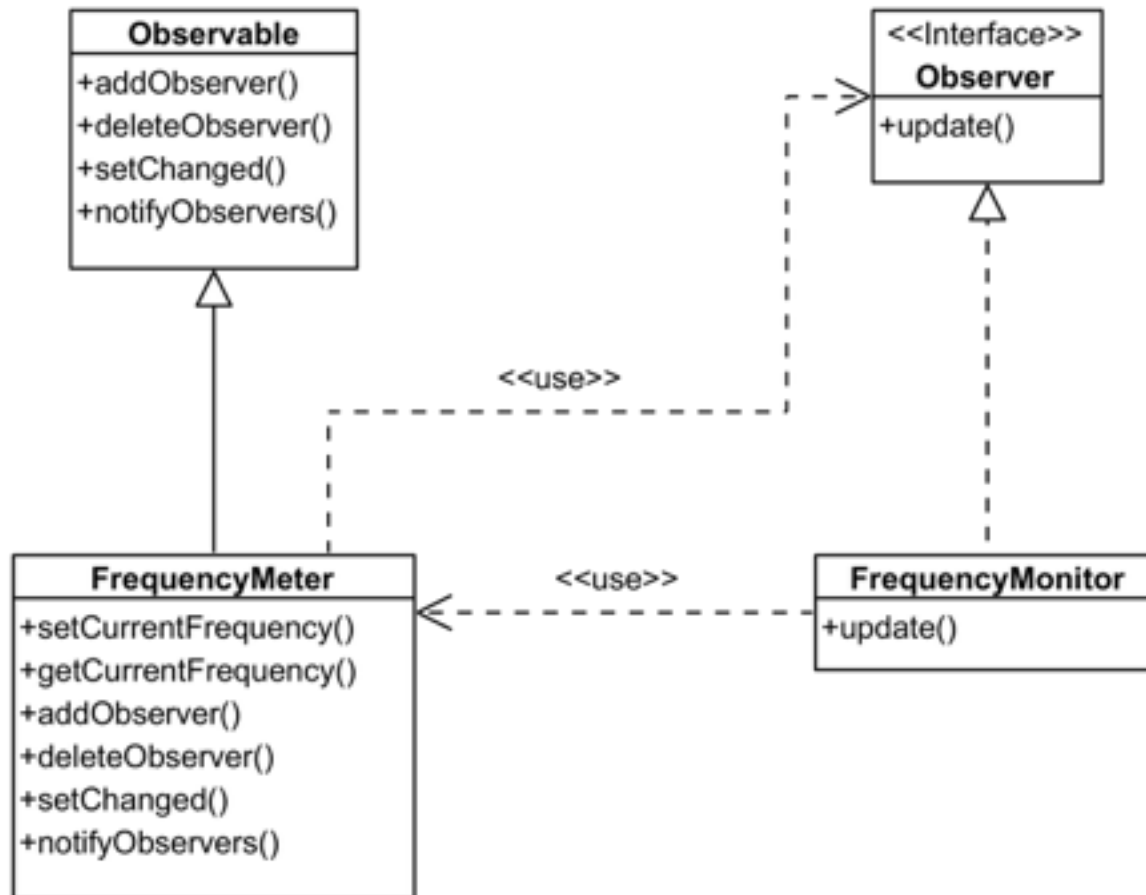 Observable
+addObserver()
+deleteObserver()
+setChanged()
+notifyObservers()
<<Interface>>
Observer
+update()
<<use>>
<<use>>
FrequencyMeter
+setCurrentFrequency()
+getCurrentFrequency()
+addObserver()
+deleteObserver()
+setChanged()
+notifyObservers()
FrequencyMonitor
+update()